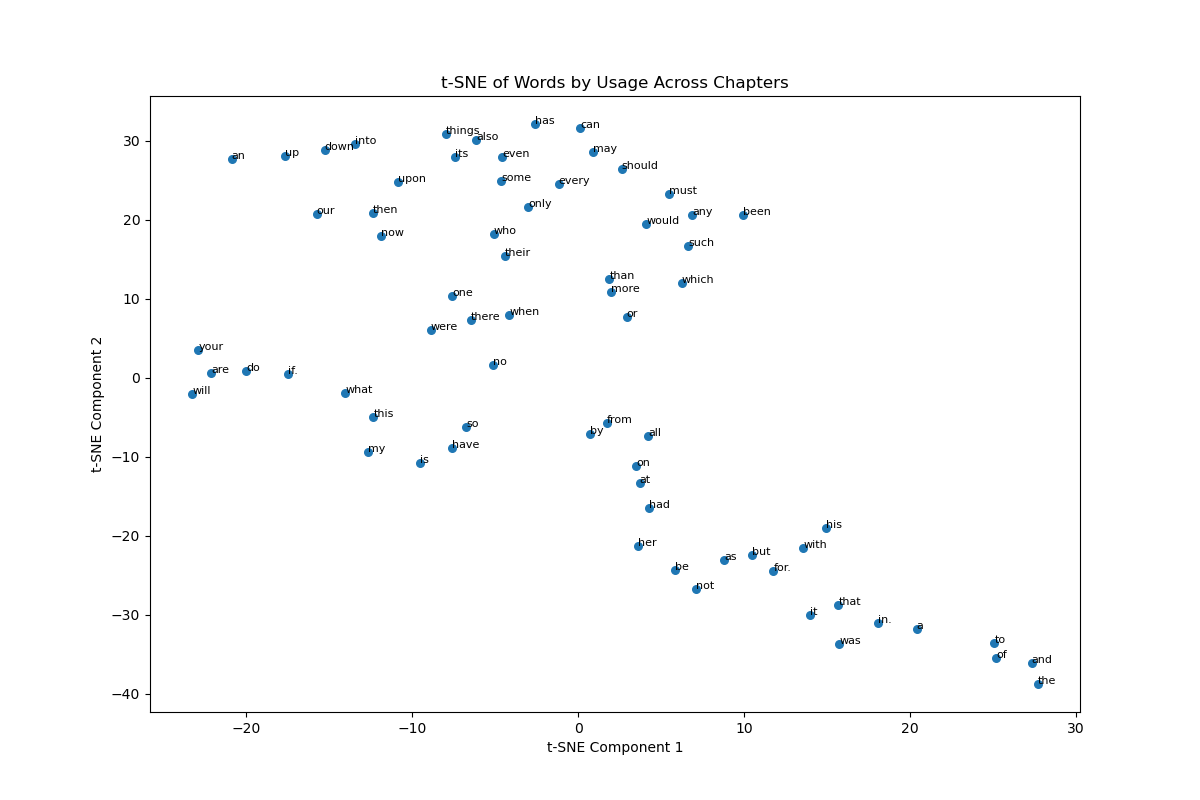 t-SNE of Words by Usage Across Chapters
has
can
things
also
into
down
up
an
its
even
may
should
some
every
upon
must
only
our
then
any
been
would
now
who
such
their
than
which
more
one
or
there
when
were
no
your
are
do
if.
will
what
this
so
from
by
all
my
have
is
on
at
had
his
her
with
but
as
be
for.
not
that
it
in.
a
was
to
of
and
the
30
20
10
0
−10
−20
−30
−40
t-SNE Component 2
−20
−10
0
10
20
30
t-SNE Component 1